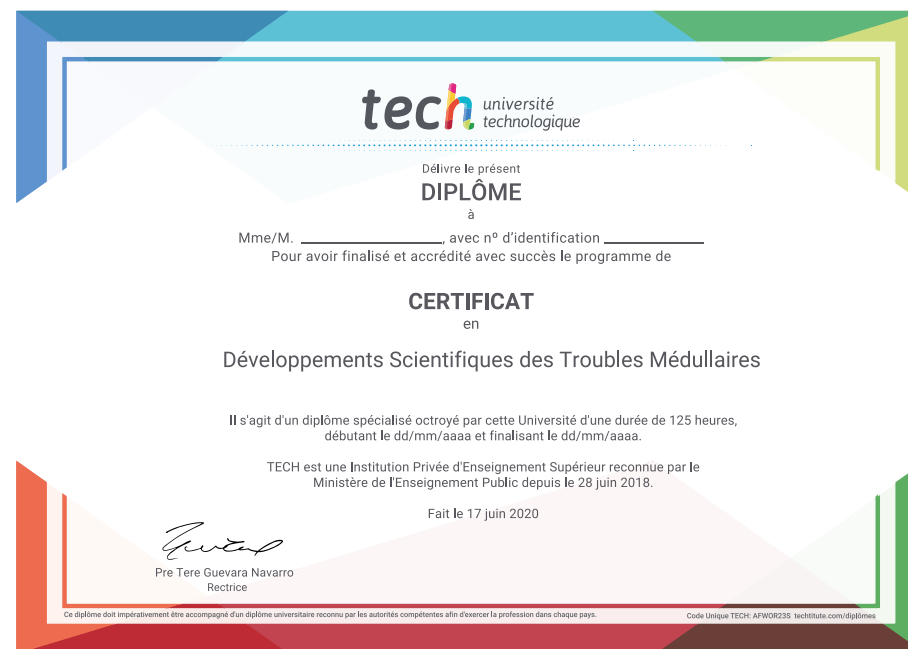 tech université
technologique
Délivre le présent
DIPLÔME
à
Mme/M. ____________________, avec nº d'identification ______________
Pour avoir finalisé et accrédité avec succès le programme de
CERTIFICAT
en
Développements Scientifiques des Troubles Médullaires
Il s'agit d'un diplôme spécialisé octroyé par cette Université d'une durée de 125 heures,
débutant le dd/mm/aaaa et finalisant le dd/mm/aaaa.
TECH est une Institution Privée d'Enseignement Supérieur reconnue par le
Ministère de l'Enseignement Public depuis le 28 juin 2018.
Fait le 17 juin 2020
Pre Tere Guevara Navarro
Rectrice
Ce diplôme doit impérativement être accompagné d'un diplôme universitaire reconnu par les autorités compétentes afin d'exercer la profession dans chaque pays.
Code Unique TECH: AFWOR23S techtitute.com/diplômes